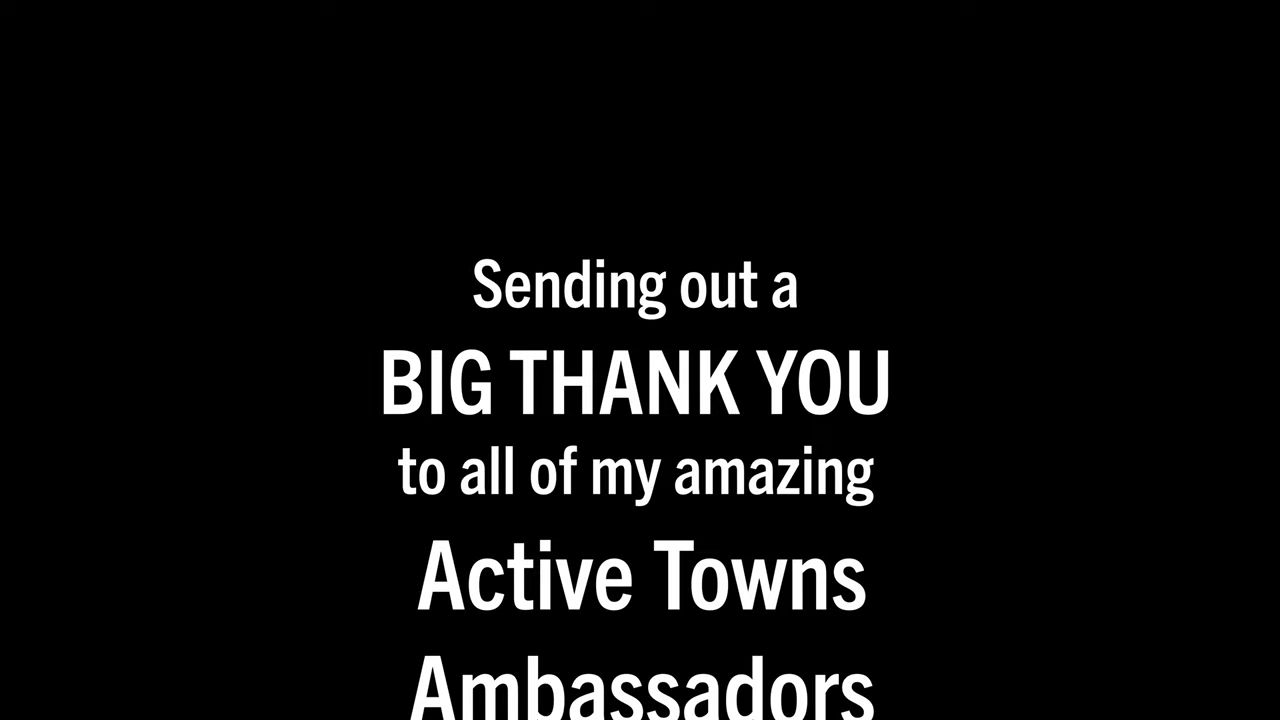 Sending out a
BIG THANK YOU
to all of my amazing
Active Towns
Ambassadors